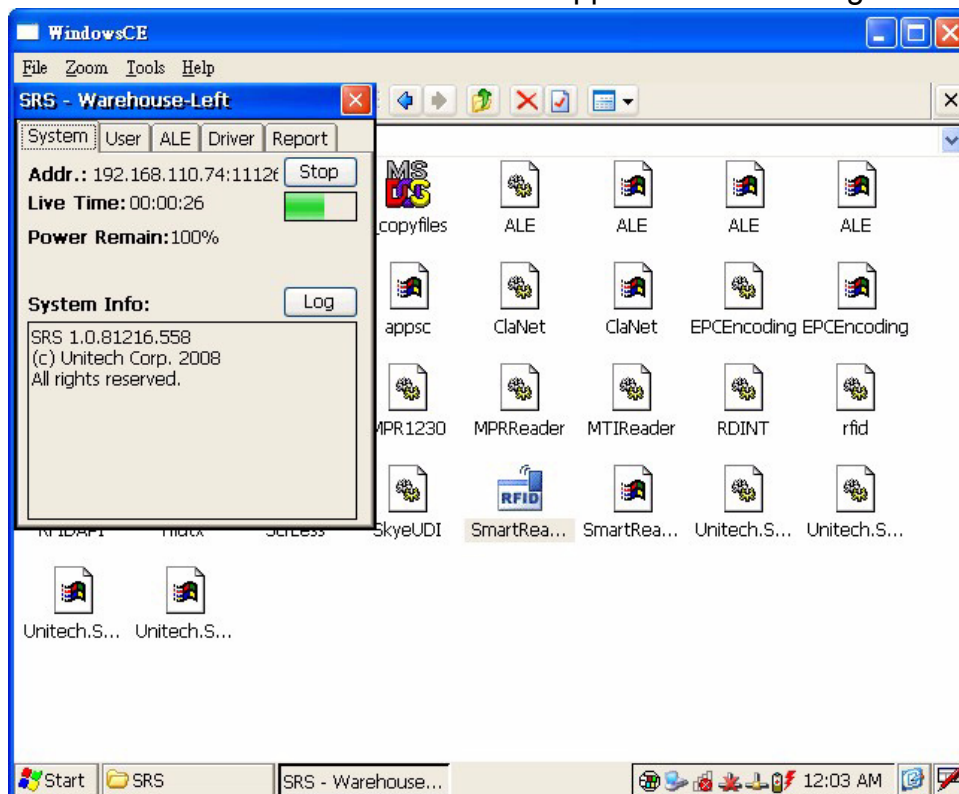 WindowsCE
File Zoom Tools Help
SRS - Warehouse-Left
System User ALE Driver Report
Addr.: 192.168.110.74:1112 Stop
Live Time: 00:00:26
Power Remain:100%
System Info: Log
SRS 1.0.81216.558
(c) Unitech Corp. 2008
All rights reserved.
MS DOS
_copyfiles ALE ALE ALE ALE
appsc ClaNet ClaNet EPCEncoding EPCEncoding
MPR1230 MPRReader MTIReader RDINT rfid
RFID
SkyeUDI SmartRea... SmartRea... Unitech.S... Unitech.S...
Unitech.S... Unitech.S...
Start SRS SRS - Warehouse... 12:03 AM